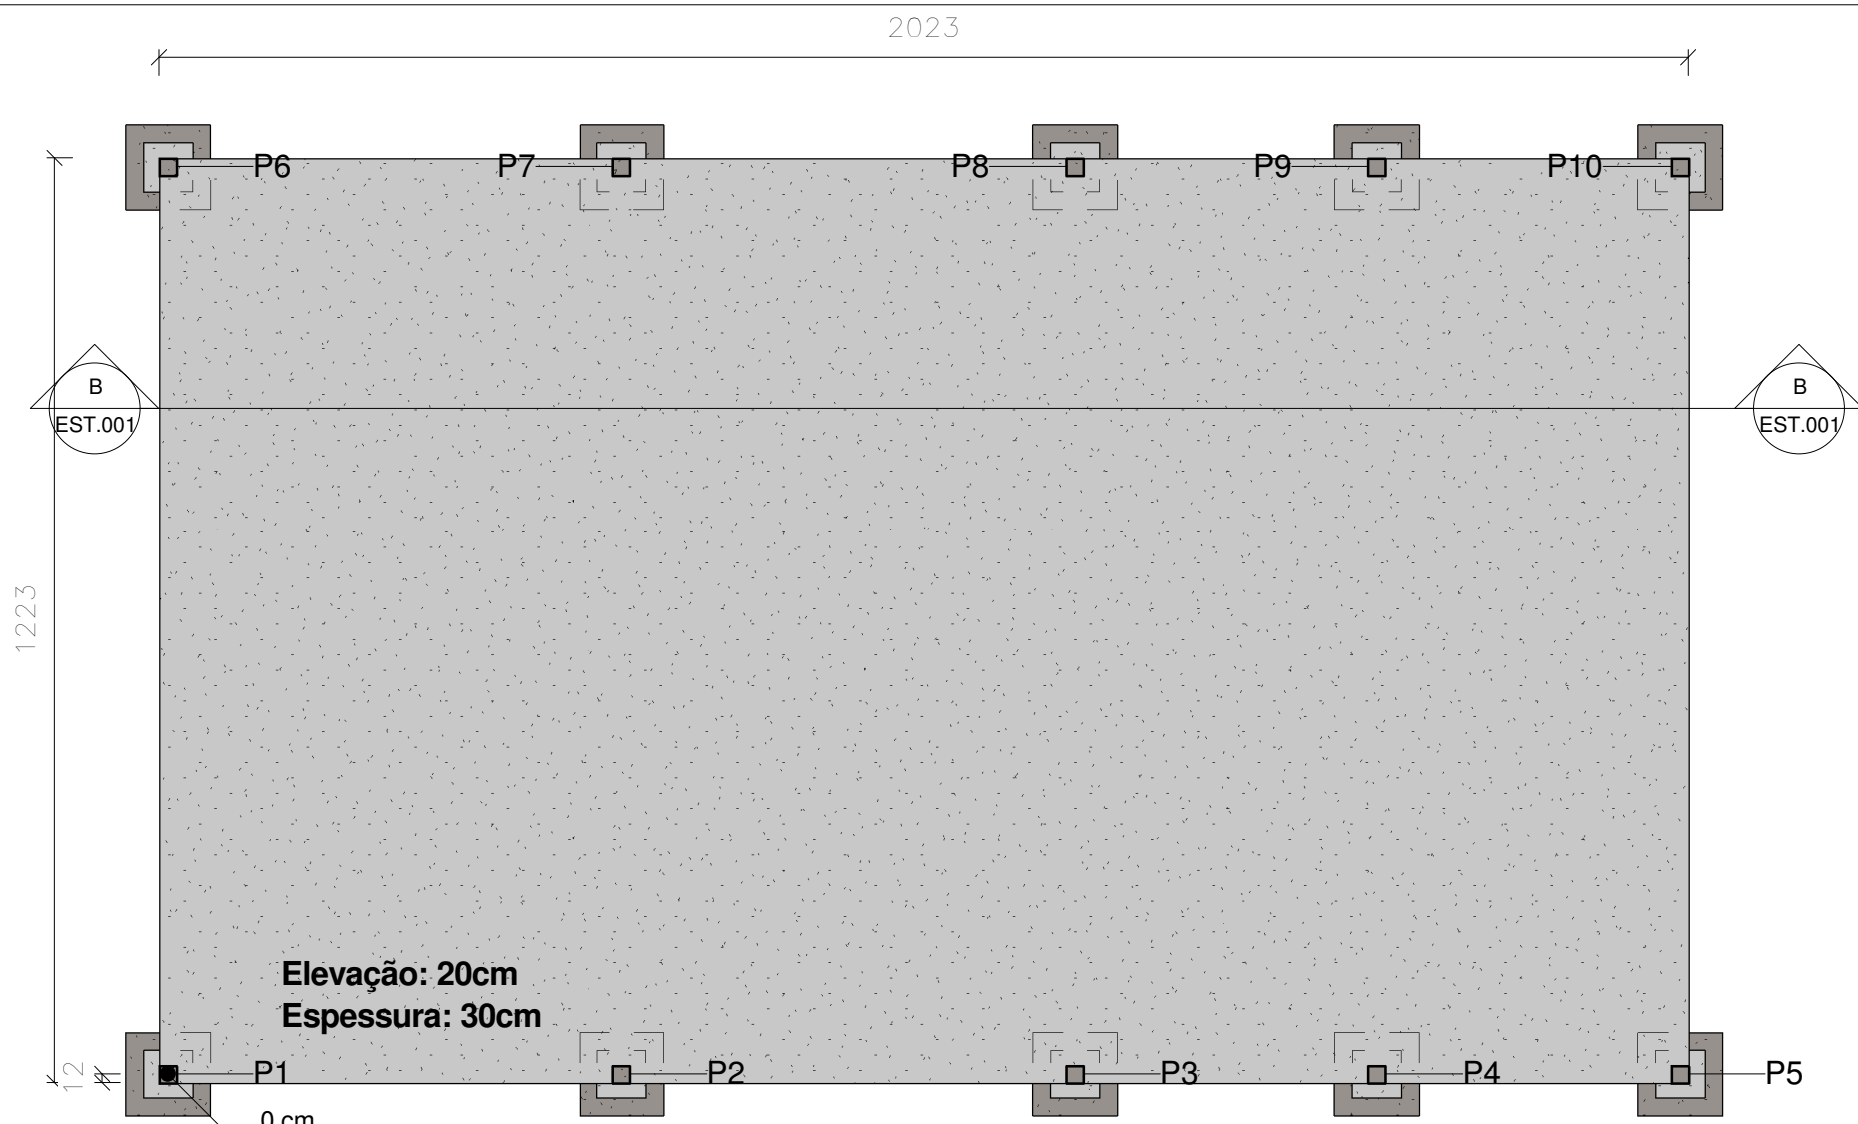 2023
P6
P7
P8
P9
P10
B
EST.001
B
EST.001
1223
Elevação: 20cm
Espessura: 30cm
12
P1
P2
P3
P4
P5
0 cm